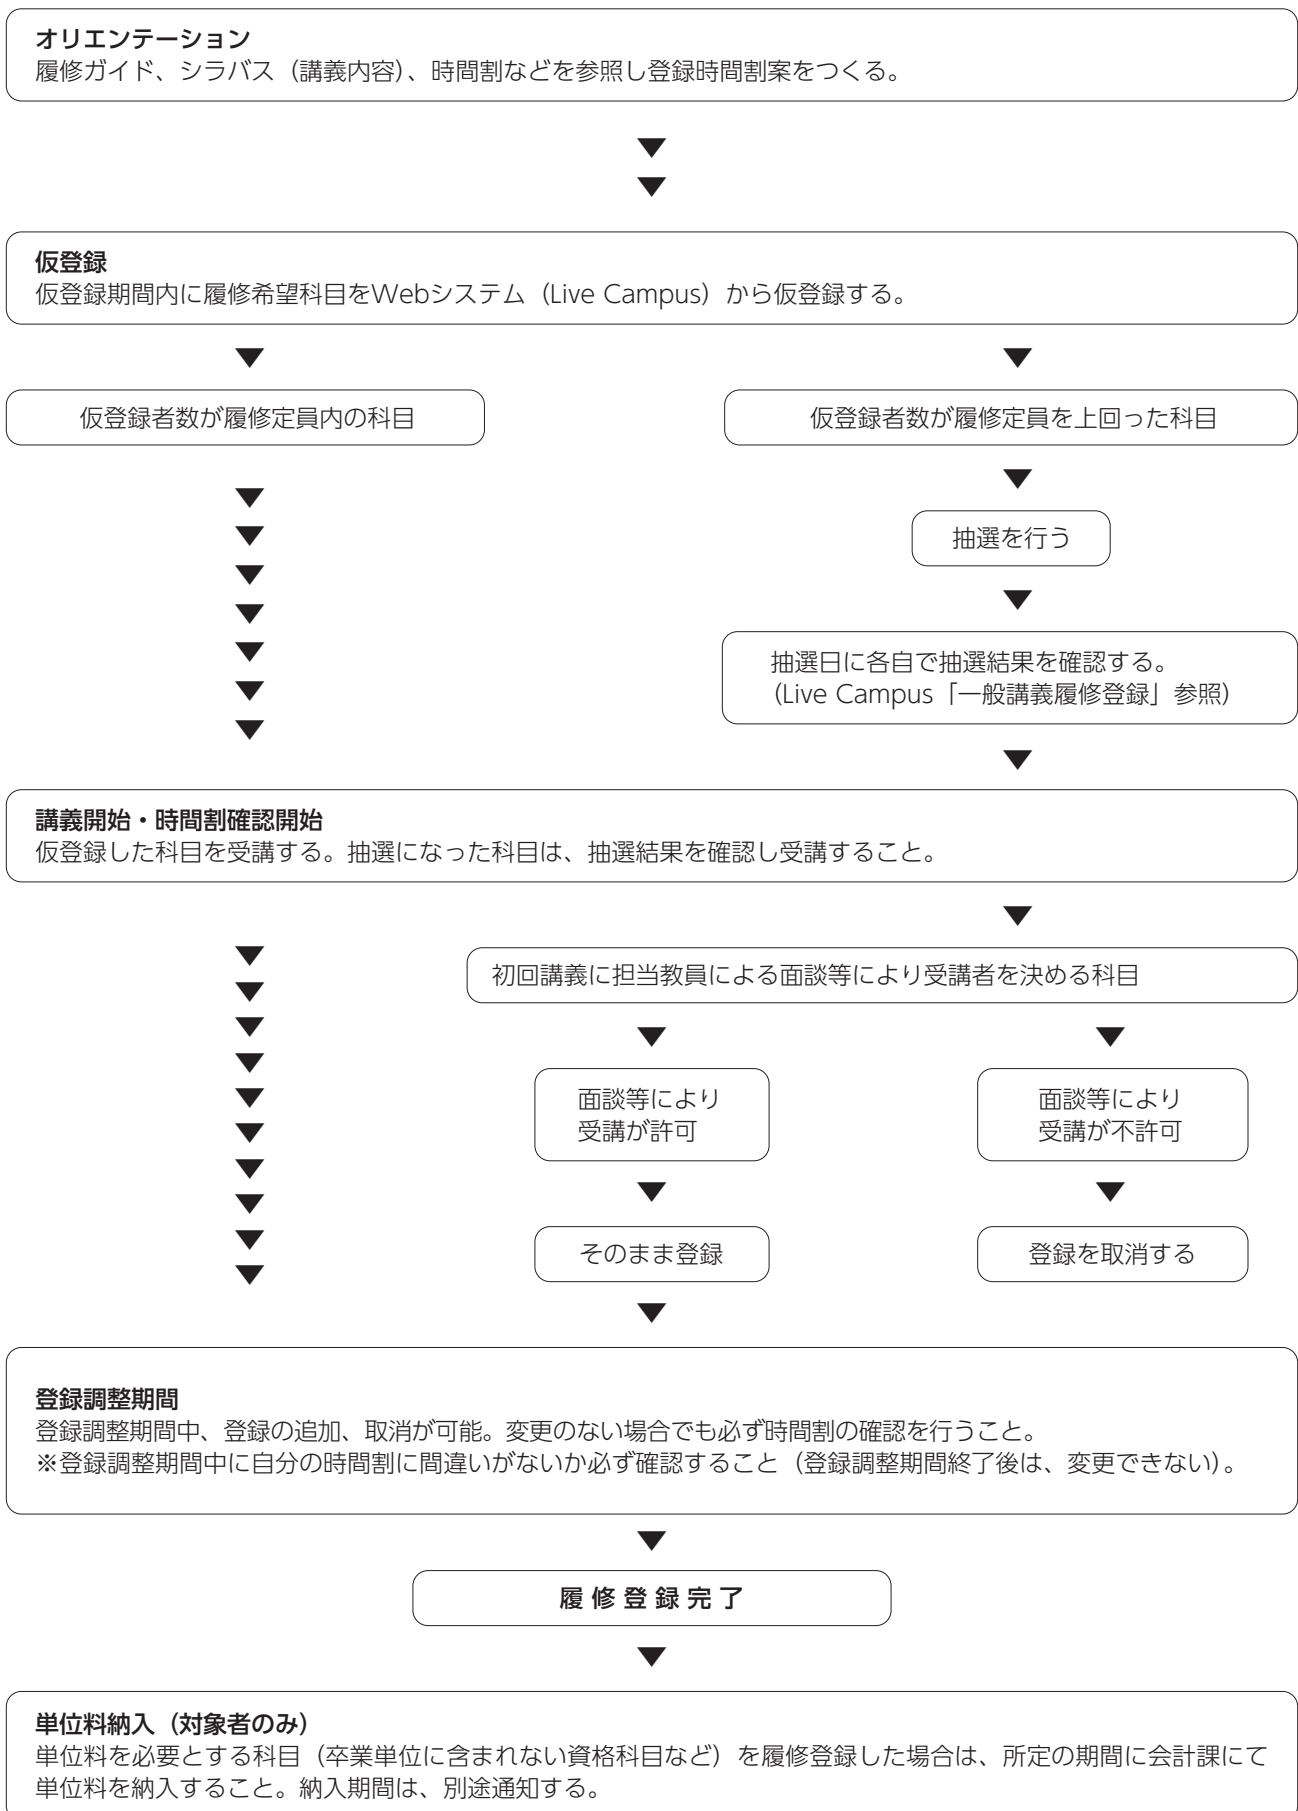 オリエンテーション
履修ガイド、シラバス（講義内容）、時間割などを参照し登録時間割案をつくる。
仮登録
仮登録期間内に履修希望科目をWebシステム（Live Campus）から仮登録する。
仮登録者数が履修定員内の科目
仮登録者数が履修定員を上回った科目
抽選を行う
抽選日に各自で抽選結果を確認する。
（Live Campus「一般講義履修登録」参照）
講義開始・時間割確認開始
仮登録した科目を受講する。抽選になった科目は、抽選結果を確認し受講すること。
初回講義に担当教員による面談等により受講者を決める科目
面談等により
受講が許可
面談等により
受講が不許可
そのまま登録
登録を取消する
登録調整期間
登録調整期間中、登録の追加、取消が可能。変更のない場合でも必ず時間割の確認を行うこと。
※登録調整期間中に自分の時間割に間違いがないか必ず確認すること（登録調整期間終了後は、変更できない）。
履修登録完了
単位料納入（対象者のみ）
単位料を必要とする科目（卒業単位に含まれない資格科目など）を履修登録した場合は、所定の期間に会計課にて
単位料を納入すること。納入期間は、別途通知する。